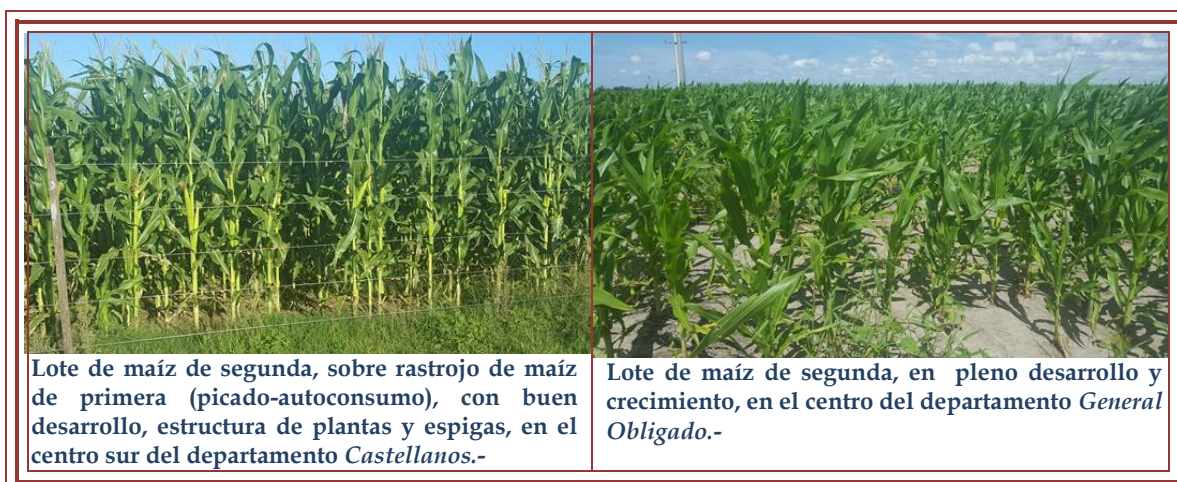 Lote de maíz de segunda, sobre rastrojo de maíz
de primera (picado-autoconsumo), con buen
desarrollo, estructura de plantas y espigas, en el
centro sur del departamento Castellanos.-
Lote de maíz de segunda, en pleno desarrollo y
crecimiento, en el centro del departamento General
Obligado.-